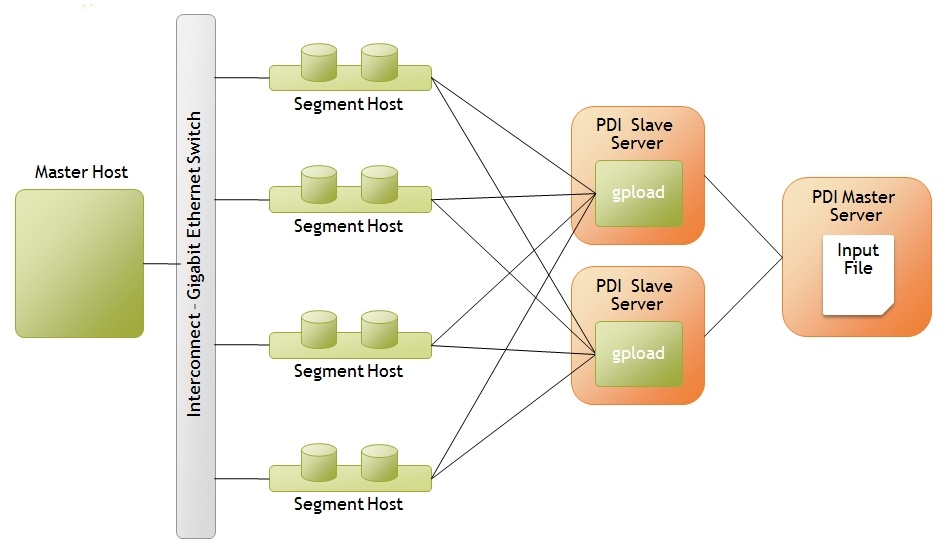 Master Host
Interconnect - Gigabit Ethernet Switch
Segment Host
Segment Host
Segment Host
Segment Host
PDI Slave
Server
gpload
PDI Slave
Server
gpload
PDI Master
Server
Input
File